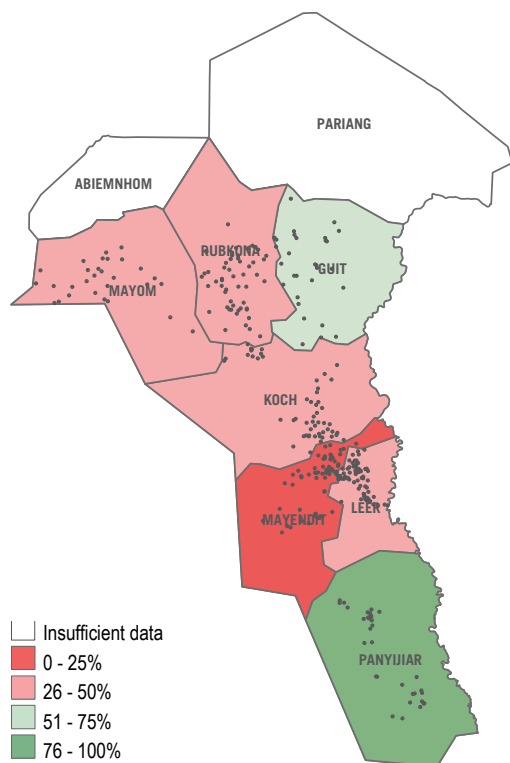 PARIANG
ABIEMNHOM
RUBKONA
GUIT
MAYOM
KOCH
MAYENDIT
LEER
PANYIJIAR
Insufficient data
0 - 25%
26 - 50%
51 - 75%
76 - 100%